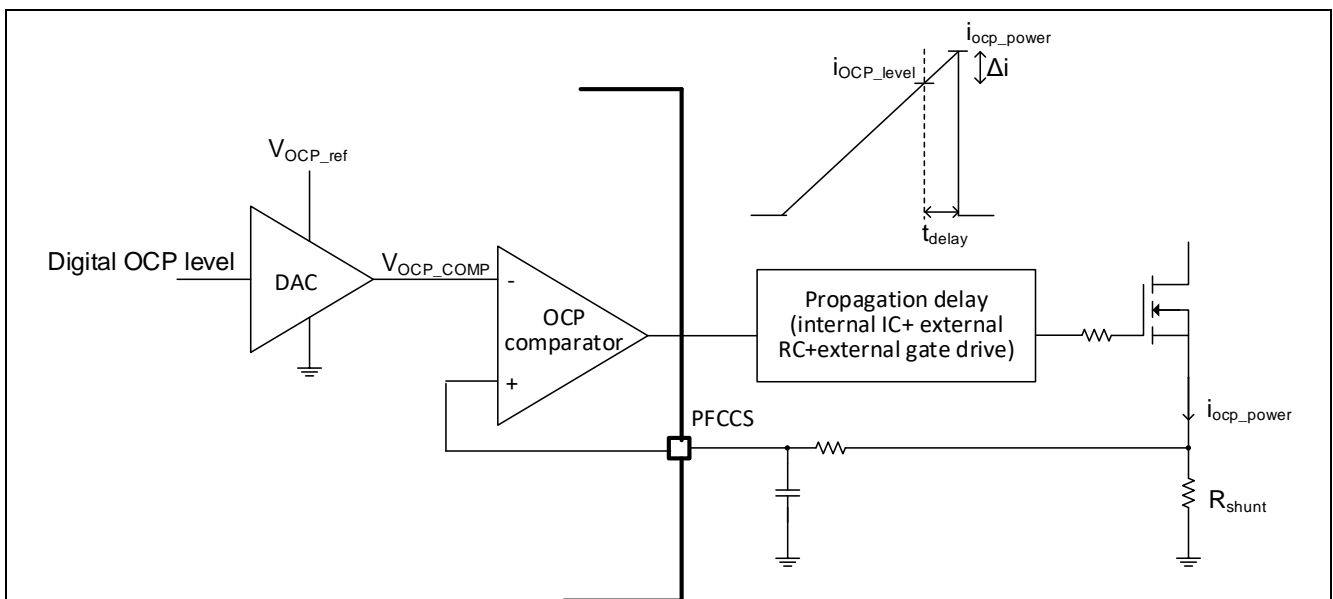 iocp_power
iOCP_level
Δi
tdelay
VOCP_ref
Digital OCP level
DAC
VOCP_COMP
-
+
OCP
comparator
Propagation delay
(internal IC+ external
RC+external gate drive)
PFCCS
iocp_power
Rshunt